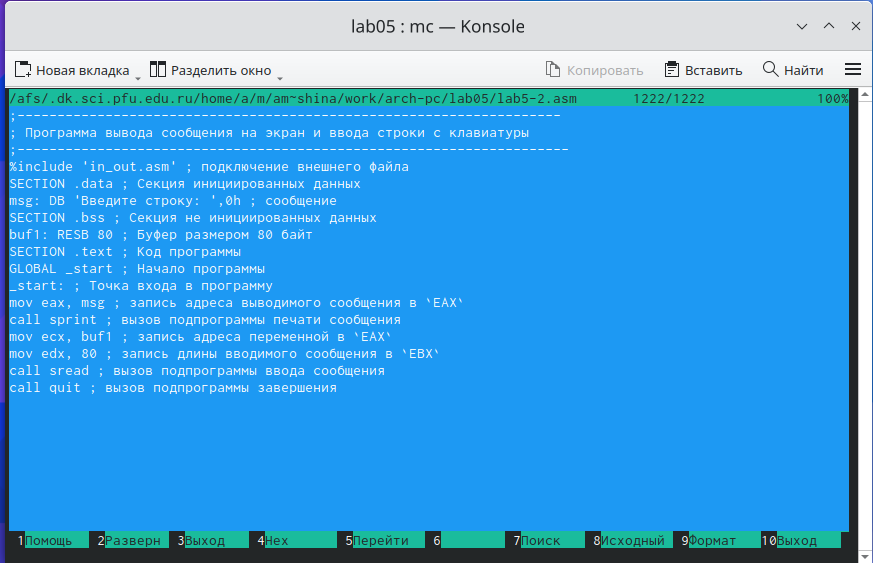 lab05 : mc — Konsole
Новая вкладка Разделить окно Копировать Вставить Найти
/afs/.dk.sci.pfu.edu.ru/home/a/m/am~shina/work/arch-pc/lab05/lab5-2.asm 1222/1222 100%
;--------------------------------------------------------------------
; Программа вывода сообщения на экран и ввода строки с клавиатуры
;---------------------------------------------------------------------
%include 'in_out.asm' ; подключение внешнего файла
SECTION .data ; Секция инициированных данных
msg: DB 'Введите строку: ',0h ; сообщение
SECTION .bss ; Секция не инициированных данных
buf1: RESB 80 ; Буфер размером 80 байт
SECTION .text ; Код программы
GLOBAL _start ; Начало программы
_start: ; Точка входа в программу
mov eax, msg ; запись адреса выводимого сообщения в `EAX`
call sprint ; вызов подпрограммы печати сообщения
mov ecx, buf1 ; запись адреса переменной в `EAX`
mov edx, 80 ; запись длины вводимого сообщения в `EBX`
call sread ; вызов подпрограммы ввода сообщения
call quit ; вызов подпрограммы завершения
1Помощь 2Разверн 3Выход 4Hex 5Перейти 6 7Поиск 8Исходный 9Формат 10Выход